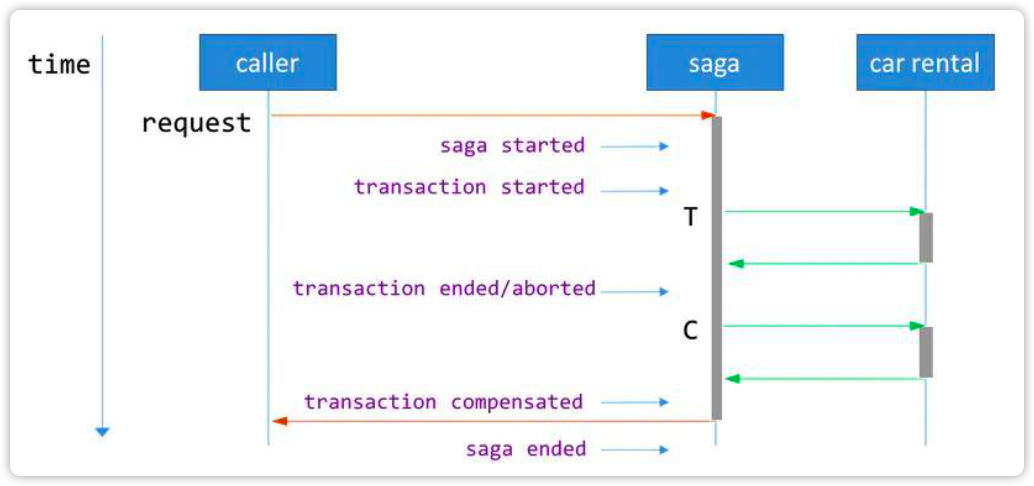 time
caller
saga
car rental
request
saga started
transaction started
T
transaction ended/aborted
C
transaction compensated
saga ended